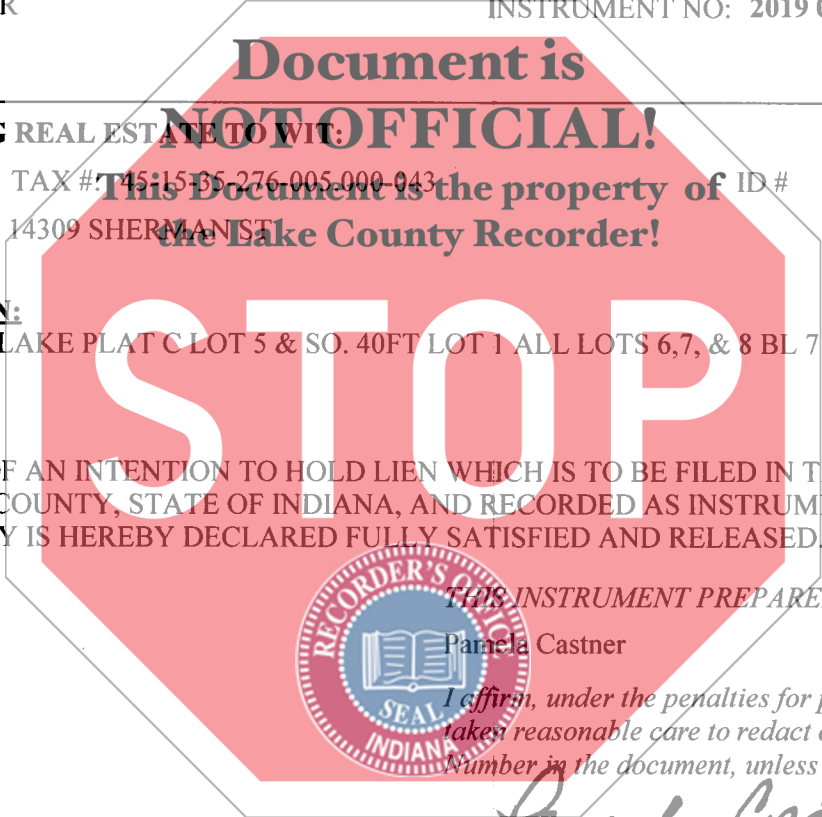 R INSTRUMENT NO: 2019 0
Document is
NOT OFFICIAL!
G REAL ESTATE TO WIT:
TAX #: 45-15-35-276-005.000-043 ID #
This Document is the property of
14309 SHERMAN ST
the Lake County Recorder!
N:
LAKE PLAT C LOT 5 & SO. 40FT LOT 1 ALL LOTS 6,7, & 8 BL 7
STOP
F AN INTENTION TO HOLD LIEN WHICH IS TO BE FILED IN T
COUNTY, STATE OF INDIANA, AND RECORDED AS INSTRUM
Y IS HEREBY DECLARED FULLY SATISFIED AND RELEASED.
RECORDER'S OFFICE
SEAL
INDIANA
THIS INSTRUMENT PREPARE
Pamela Castner
I affirm, under the penalties for p
taken reasonable care to redact
Number in the document, unless